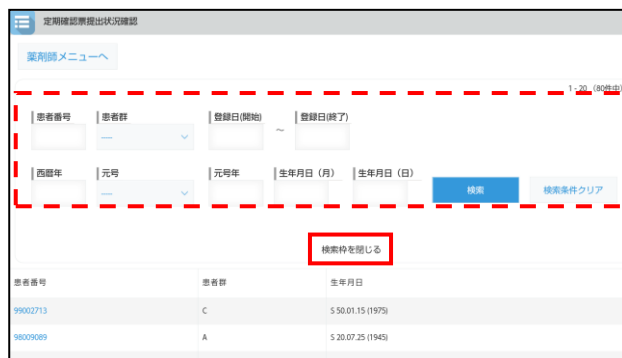 定期確認票提出状況確認
薬剤師メニューへ
1 - 20 （80件中）
患者番号 患者群 登録日(開始) ～ 登録日(終了)
—
西暦年 元号 元号年 生年月日（月） 生年月日（日） 検索 検索条件クリア
—
検索枠を閉じる
患者番号 患者群 生年月日
99002713 C S 50.01.15 (1975)
98009089 A S 20.07.25 (1945)